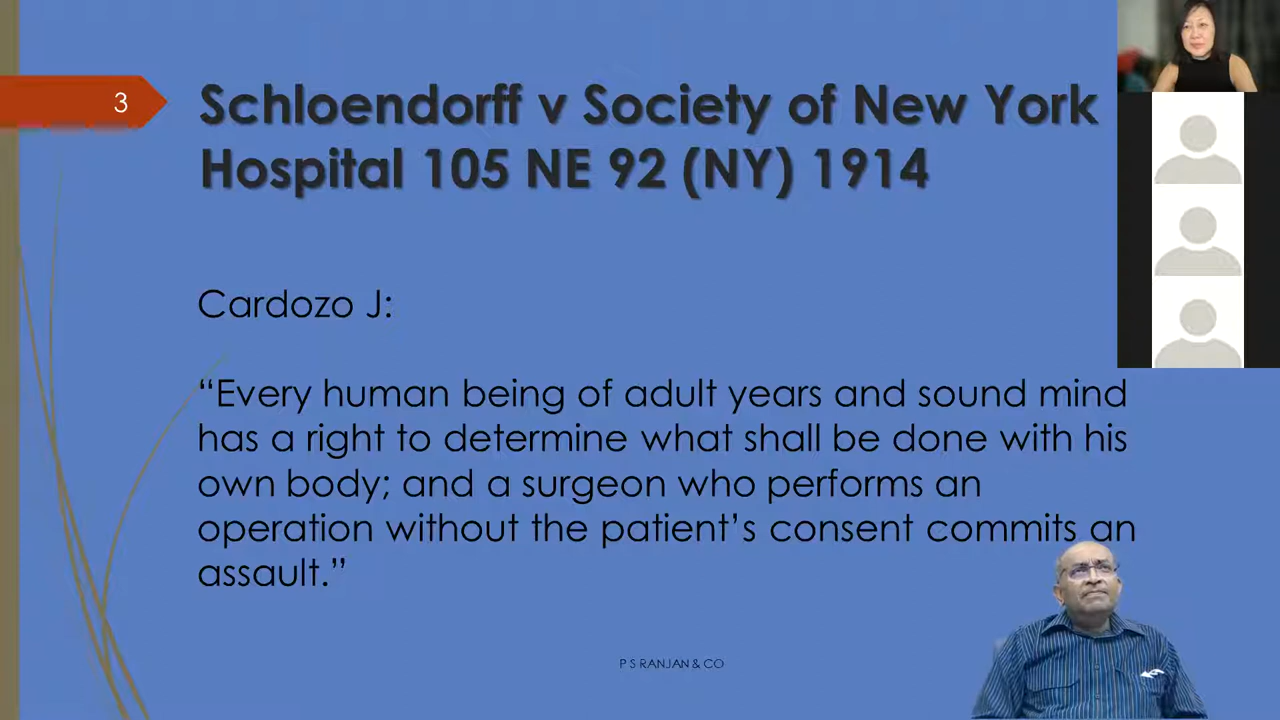 3
Schloendorff v Society of New York
Hospital 105 NE 92 (NY) 1914
Cardozo J:
“Every human being of adult years and sound mind
has a right to determine what shall be done with his
own body; and a surgeon who performs an
operation without the patient’s consent commits an
assault.”
P S RANJAN & CO